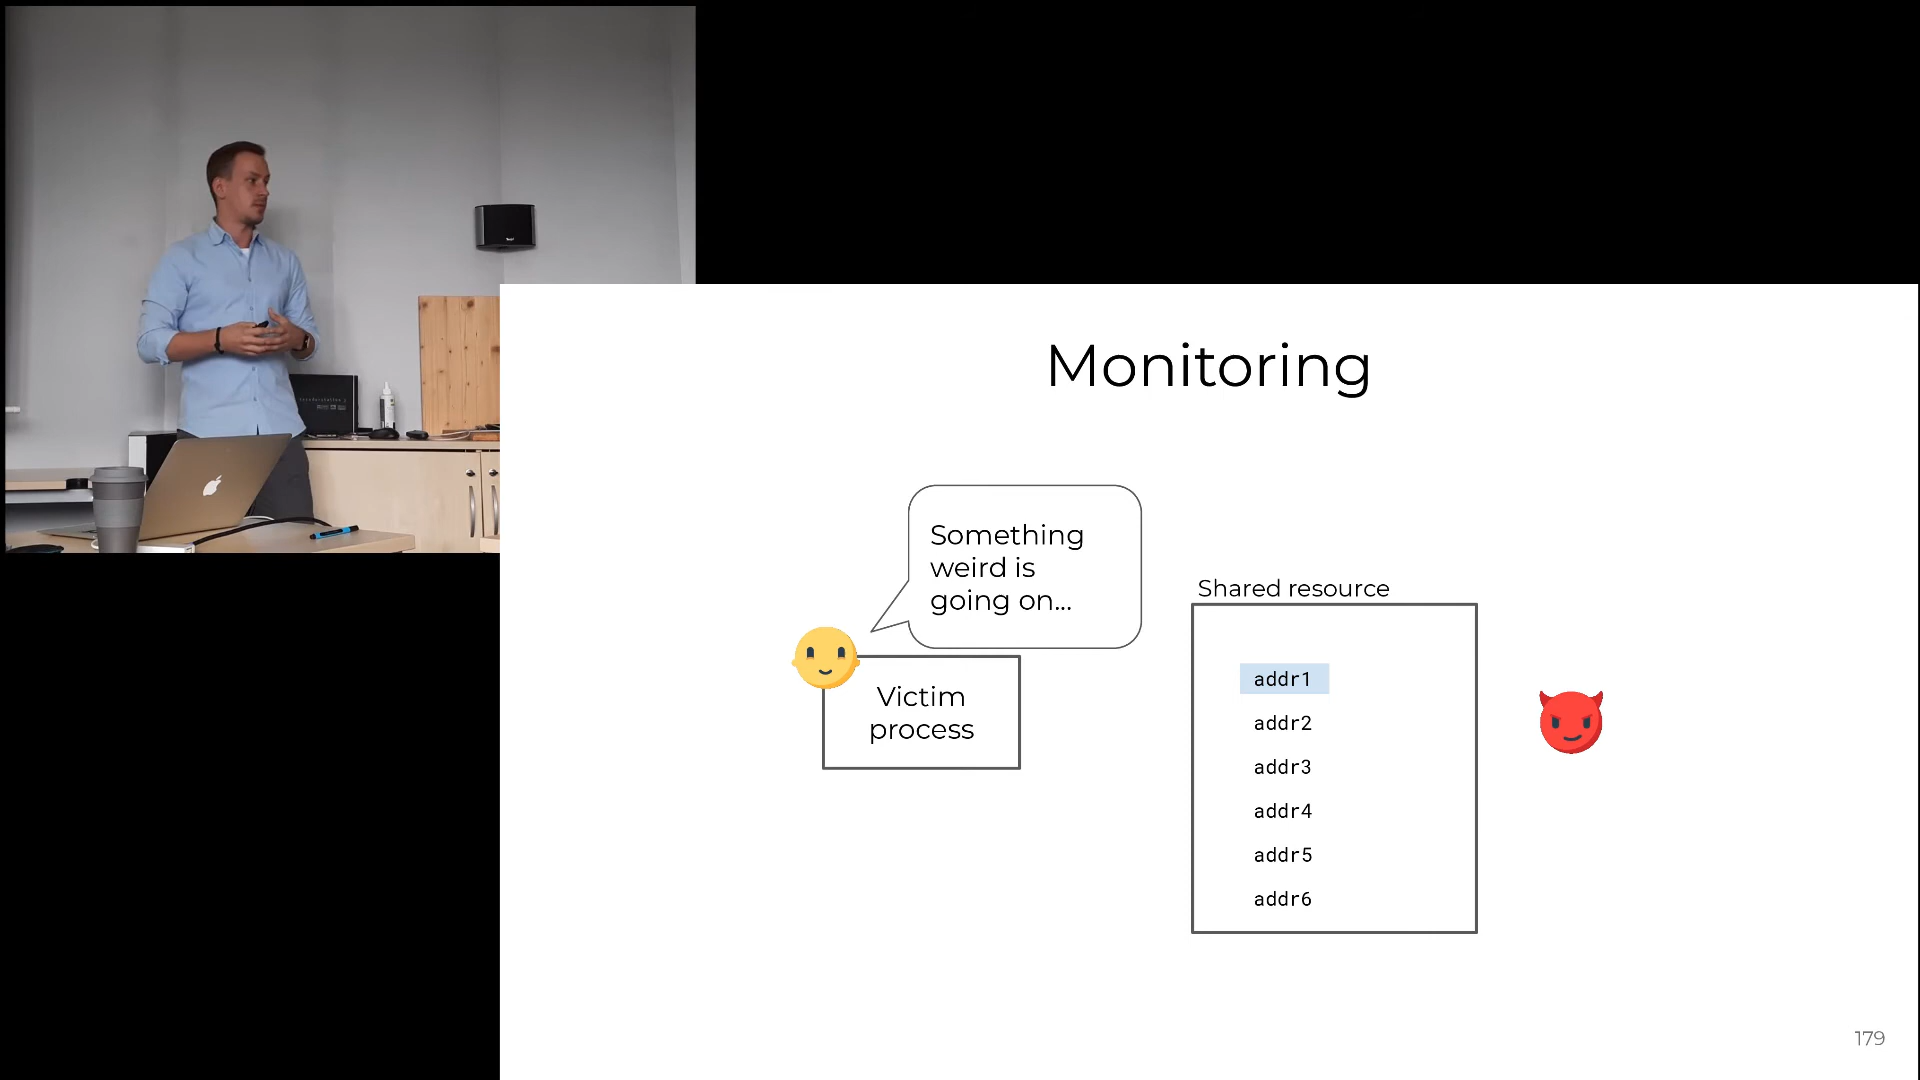 Monitoring
Something
weird is
going on...
Shared resource
Victim
process
addr1
addr2
addr3
addr4
addr5
addr6
179